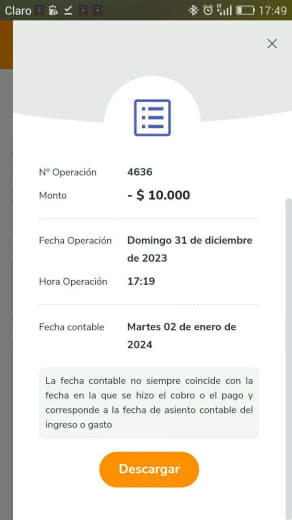 Claro 17:49
N° Operación 4636
Monto - $ 10.000
Fecha Operación Domingo 31 de diciembre
de 2023
Hora Operación 17:19
Fecha contable Martes 02 de enero de
2024
La fecha contable no siempre coincide con la
fecha en la que se hizo el cobro o el pago y
corresponde a la fecha de asiento contable del
ingreso o gasto
Descargar